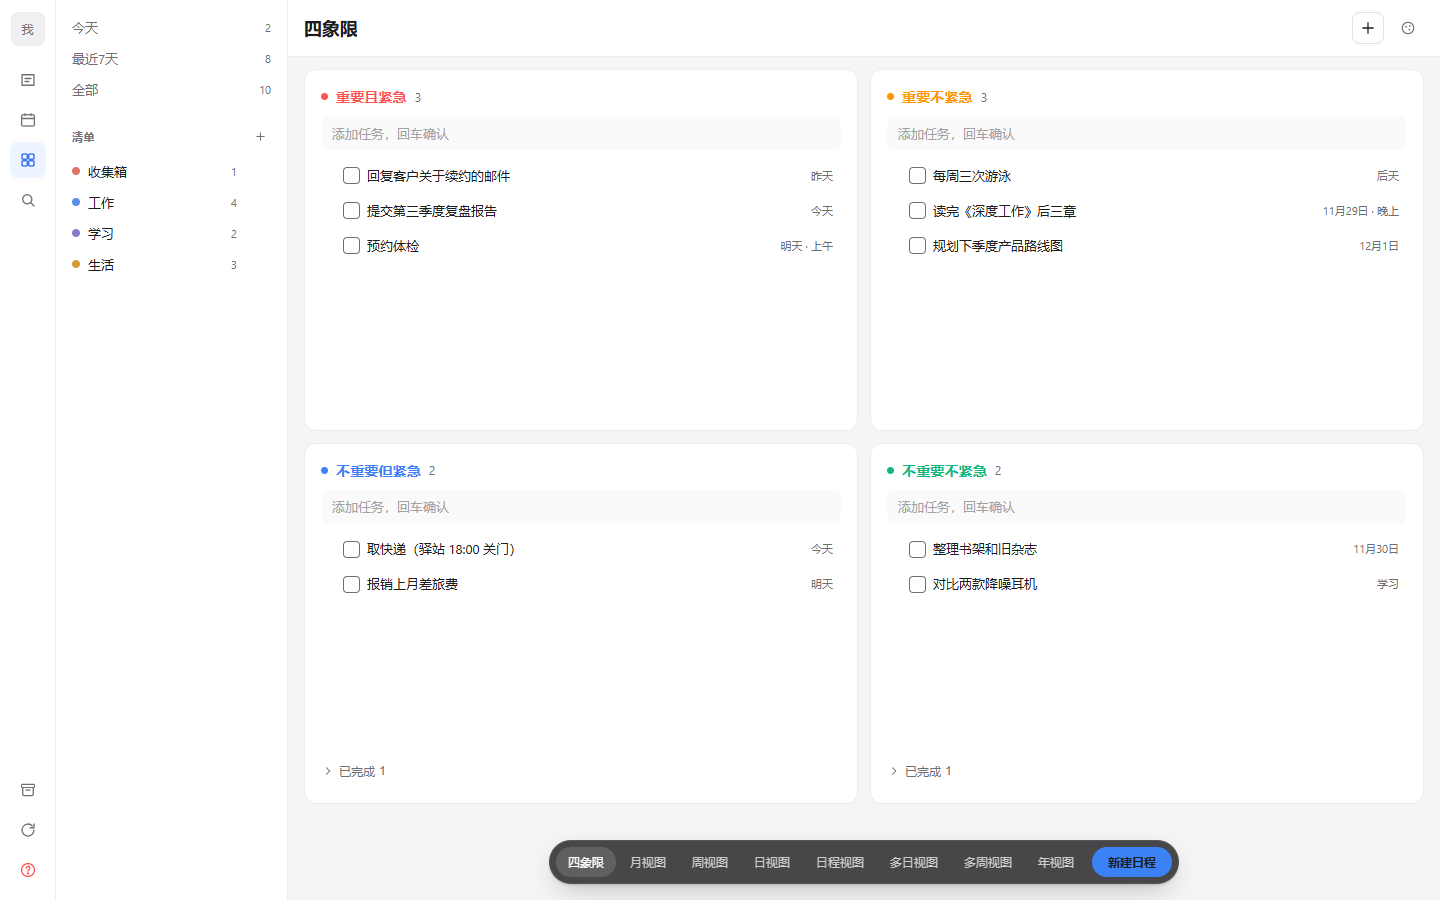 我
今天 2
最近7天 8
全部 10
清单
收集箱 1
工作 4
学习 2
生活 3
四象限
重要且紧急 3
添加任务，回车确认
回复客户关于续约的邮件 昨天
提交第三季度复盘报告 今天
预约体检 明天 · 上午
重要不紧急 3
添加任务，回车确认
每周三次游泳 后天
读完《深度工作》后三章 11月29日 · 晚上
规划下季度产品路线图 12月1日
不重要但紧急 2
添加任务，回车确认
取快递（驿站 18:00 关门） 今天
报销上月差旅费 明天
已完成 1
不重要不紧急 2
添加任务，回车确认
整理书架和旧杂志 11月30日
对比两款降噪耳机 学习
已完成 1
四象限 月视图 周视图 日视图 日程视图 多日视图 多周视图 年视图 新建日程